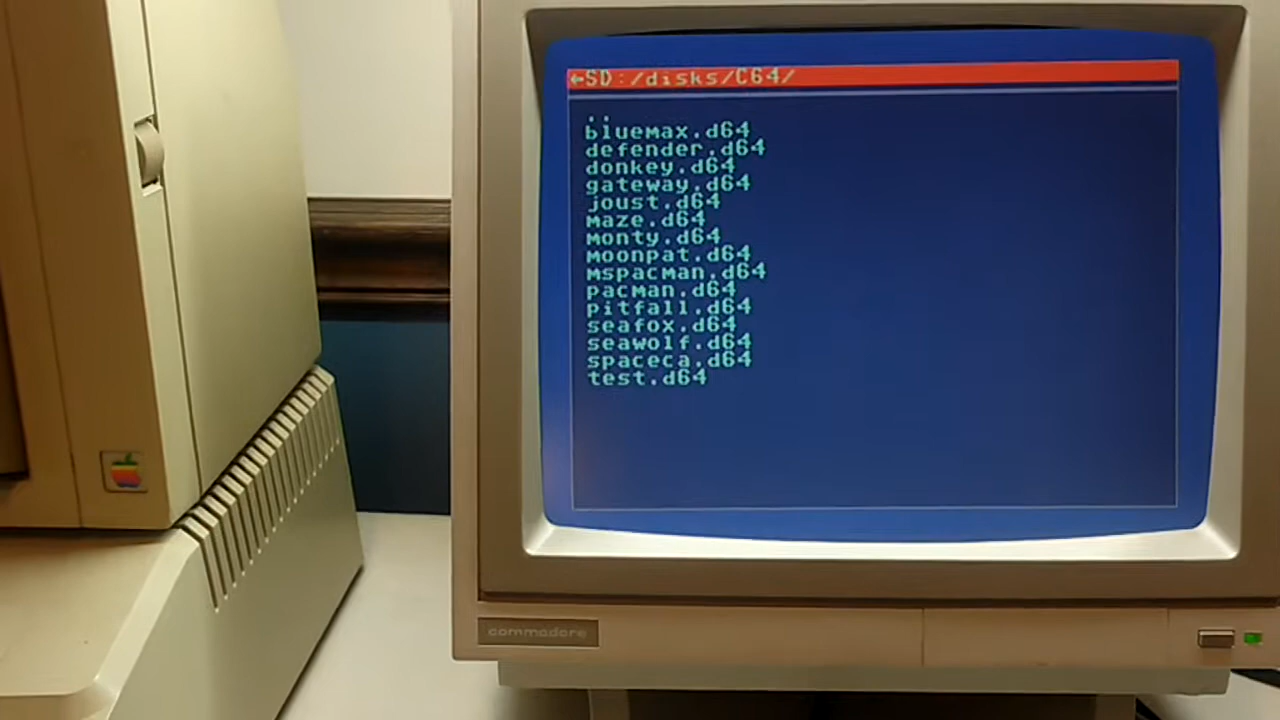 ←SD:/disks/C64/
..
bluemax.d64
defender.d64
donkey.d64
gateway.d64
joust.d64
maze.d64
monty.d64
moonpat.d64
mspacman.d64
pacman.d64
pitfall.d64
seafox.d64
seawolf.d64
spaceca.d64
test.d64
commodore